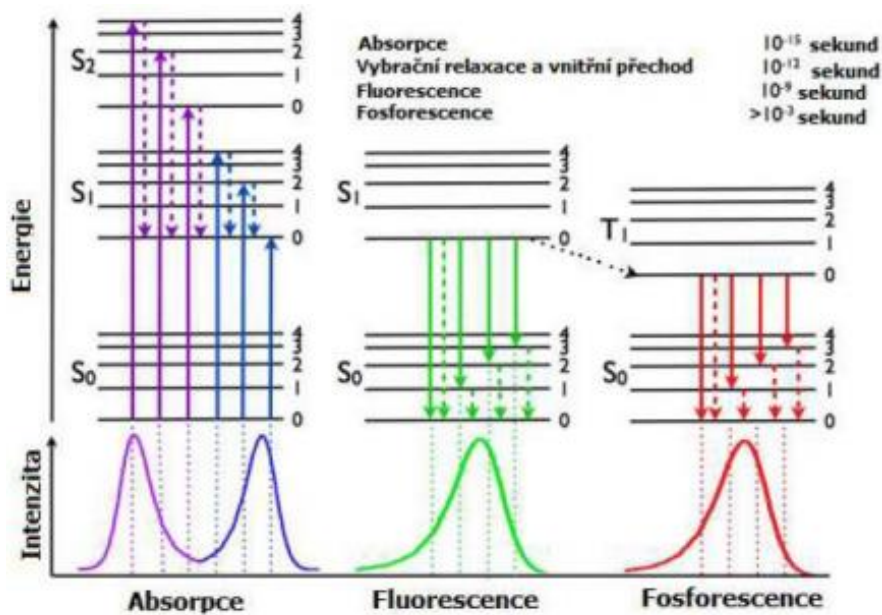 Absorpce 10⁻¹⁵ sekund
Vybrační relaxace a vnitřní přechod 10⁻¹² sekund
Fluorescence 10⁻⁹ sekund
Fosforescence >10⁻³ sekund
Energie
S₂
4
3
2
1
0
S₁
4
3
2
1
0
S₀
4
3
2
1
0
S₁
4
3
2
1
0
S₀
4
3
2
1
0
T₁
4
3
2
1
0
S₀
4
3
2
1
0
Intenzita
Absorpce
Fluorescence
Fosforescence